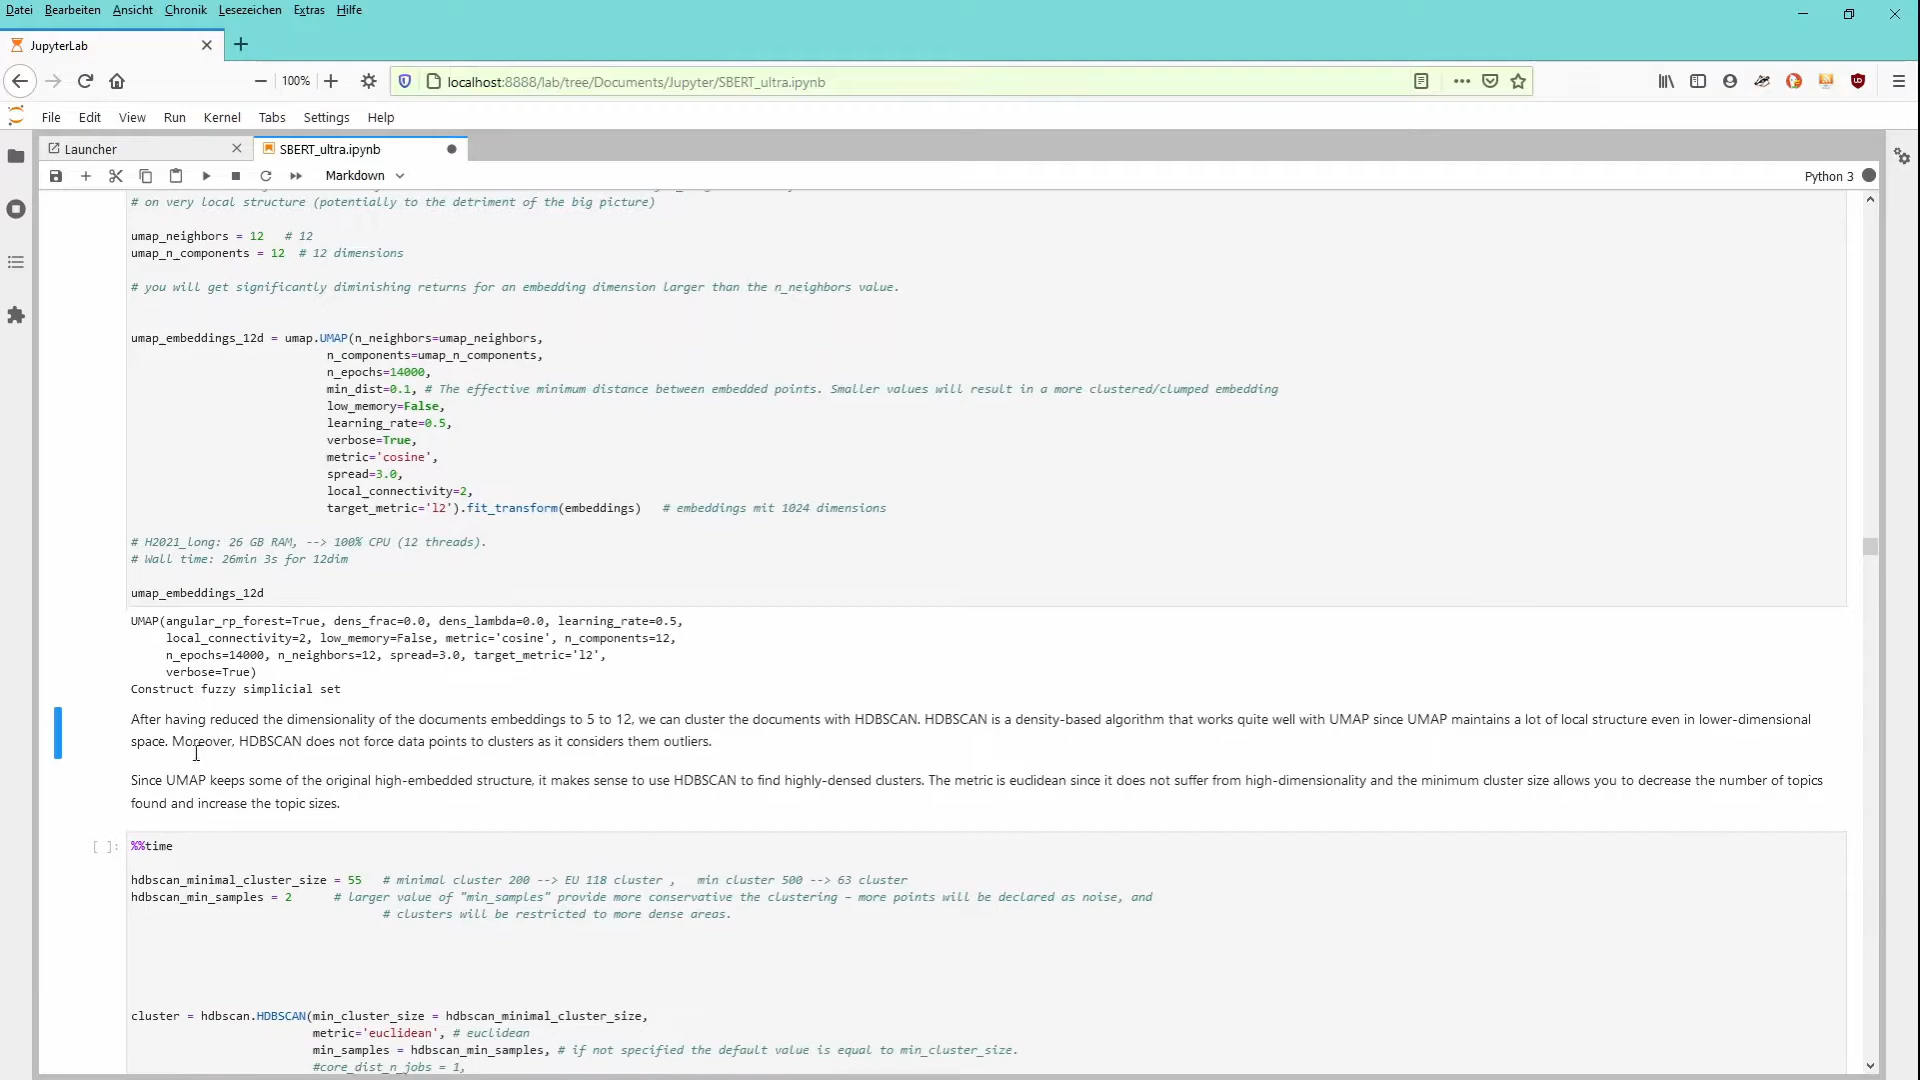 Datei Bearbeiten Ansicht Chronik Lesezeichen Extras Hilfe
JupyterLab
100% localhost:8888/lab/tree/Documents/Jupyter/SBERT_ultra.ipynb
File Edit View Run Kernel Tabs Settings Help
Launcher SBERT_ultra.ipynb
Markdown Python 3
# on very local structure (potentially to the detriment of the big picture)
umap_neighbors = 12 # 12
umap_n_components = 12 # 12 dimensions
# you will get significantly diminishing returns for an embedding dimension larger than the n_neighbors value.
umap_embeddings_12d = umap.UMAP(n_neighbors=umap_neighbors,
n_components=umap_n_components,
n_epochs=14000,
min_dist=0.1, # The effective minimum distance between embedded points. Smaller values will result in a more clustered/clumped embedding
low_memory=False,
learning_rate=0.5,
verbose=True,
metric='cosine',
spread=3.0,
local_connectivity=2,
target_metric='l2').fit_transform(embeddings) # embeddings mit 1024 dimensions
# H2021_long: 26 GB RAM, --> 100% CPU (12 threads).
# Wall time: 26min 3s for 12dim
umap_embeddings_12d
UMAP(angular_rp_forest=True, dens_frac=0.0, dens_lambda=0.0, learning_rate=0.5,
local_connectivity=2, low_memory=False, metric='cosine', n_components=12,
n_epochs=14000, n_neighbors=12, spread=3.0, target_metric='l2',
verbose=True)
Construct fuzzy simplicial set
After having reduced the dimensionality of the documents embeddings to 5 to 12, we can cluster the documents with HDBSCAN. HDBSCAN is a density-based algorithm that works quite well with UMAP since UMAP maintains a lot of local structure even in lower-dimensional
space. Moreover, HDBSCAN does not force data points to clusters as it considers them outliers.
Since UMAP keeps some of the original high-embedded structure, it makes sense to use HDBSCAN to find highly-densed clusters. The metric is euclidean since it does not suffer from high-dimensionality and the minimum cluster size allows you to decrease the number of topics
found and increase the topic sizes.
[ ]: %%time
hdbscan_minimal_cluster_size = 55 # minimal cluster 200 --> EU 118 cluster , min cluster 500 --> 63 cluster
hdbscan_min_samples = 2 # larger value of "min_samples" provide more conservative the clustering – more points will be declared as noise, and
# clusters will be restricted to more dense areas.
cluster = hdbscan.HDBSCAN(min_cluster_size = hdbscan_minimal_cluster_size,
metric='euclidean', # euclidean
min_samples = hdbscan_min_samples, # if not specified the default value is equal to min_cluster_size.
#core_dist_n_jobs = 1,